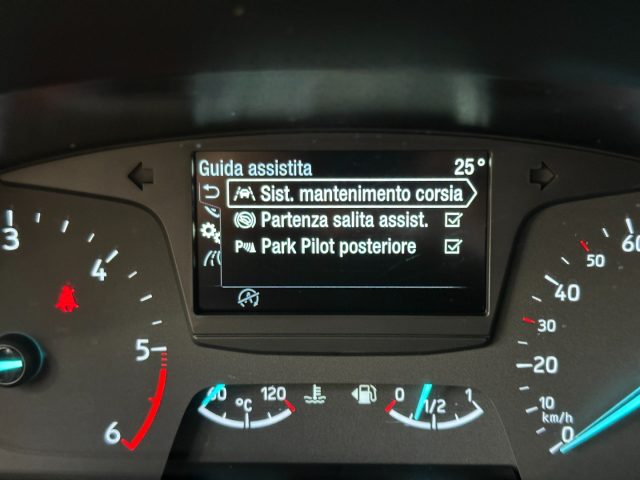 Guida assistita 25°
Sist. mantenimento corsia
Partenza salita assist.
Park Pilot posteriore
P
A
3
4
5
6
60
50
40
30
20
10
0
km/h
120
°C
0
1/2
1